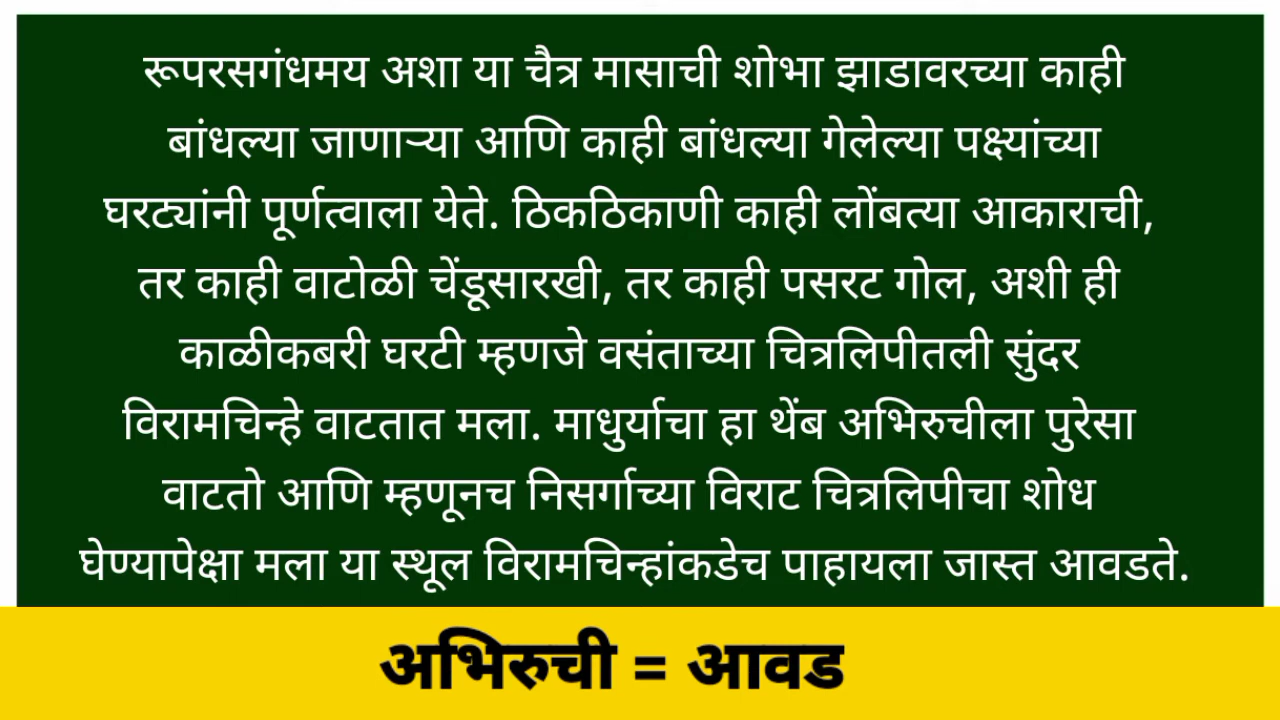 रूपरसगंधमय अशा या चैत्र मासाची शोभा झाडावरच्या काही
बांधल्या जाणाऱ्या आणि काही बांधल्या गेलेल्या पक्ष्यांच्या
घरट्यांनी पूर्णत्वाला येते. ठिकठिकाणी काही लोंबत्या आकाराची,
तर काही वाटोळी चेंडूसारखी, तर काही पसरट गोल, अशी ही
काळीकबरी घरटी म्हणजे वसंताच्या चित्रलिपीतली सुंदर
विरामचिन्हे वाटतात मला. माधुर्याचा हा थेंब अभिरुचीला पुरेसा
वाटतो आणि म्हणूनच निसर्गाच्या विराट चित्रलिपीचा शोध
घेण्यापेक्षा मला या स्थूल विरामचिन्हांकडेच पाहायला जास्त आवडते.
अभिरुची = आवड